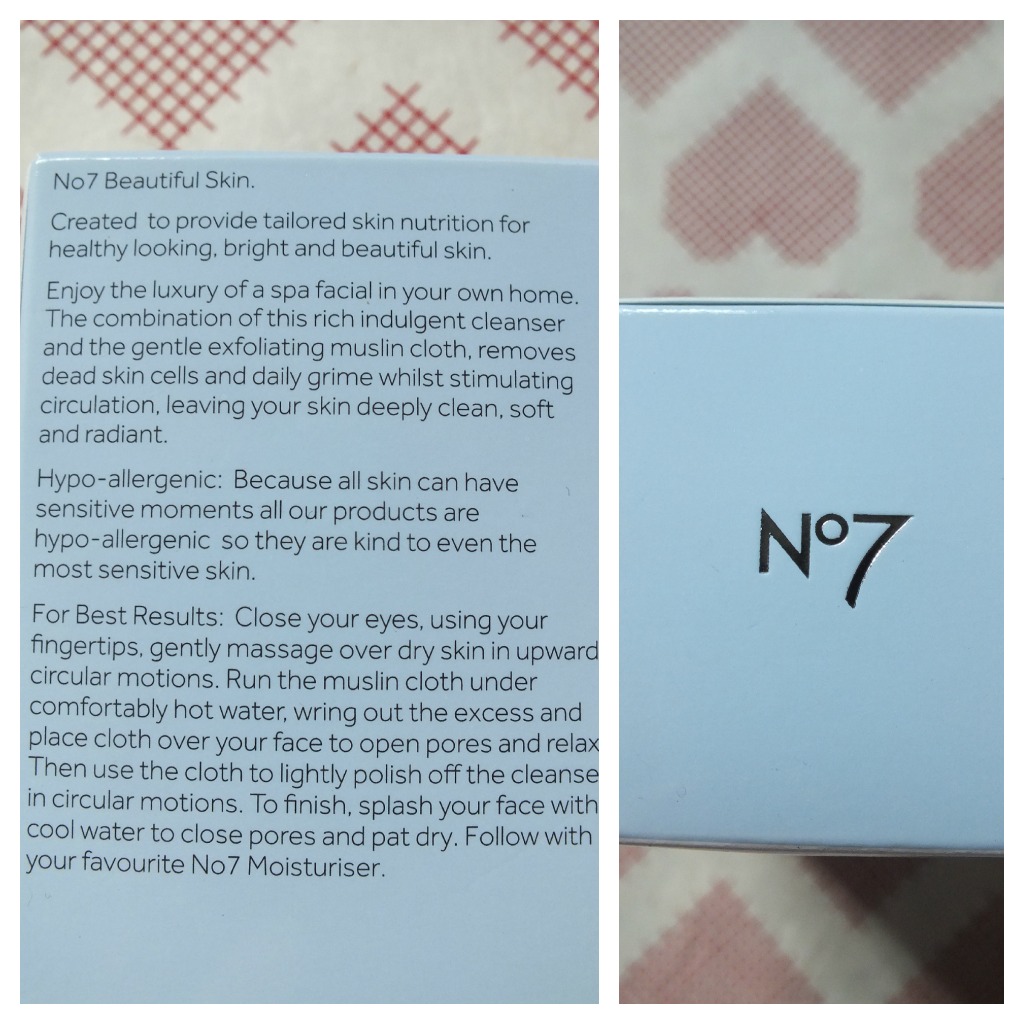 No7 Beautiful Skin.
Created to provide tailored skin nutrition for
healthy looking, bright and beautiful skin.
Enjoy the luxury of a spa facial in your own home.
The combination of this rich indulgent cleanser
and the gentle exfoliating muslin cloth, removes
dead skin cells and daily grime whilst stimulating
circulation, leaving your skin deeply clean, soft
and radiant.
Hypo-allergenic: Because all skin can have
sensitive moments all our products are
hypo-allergenic so they are kind to even the
most sensitive skin.
For Best Results: Close your eyes, using your
fingertips, gently massage over dry skin in upward
circular motions. Run the muslin cloth under
comfortably hot water, wring out the excess and
place cloth over your face to open pores and relax
Then use the cloth to lightly polish off the cleanse
in circular motions. To finish, splash your face with
cool water to close pores and pat dry. Follow with
your favourite No7 Moisturiser.
No7